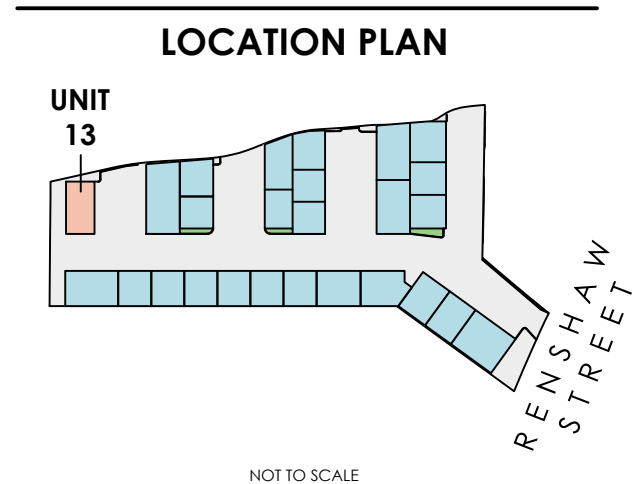 LOCATION PLAN
UNIT
13
RENSHAW
STREET
NOT TO SCALE